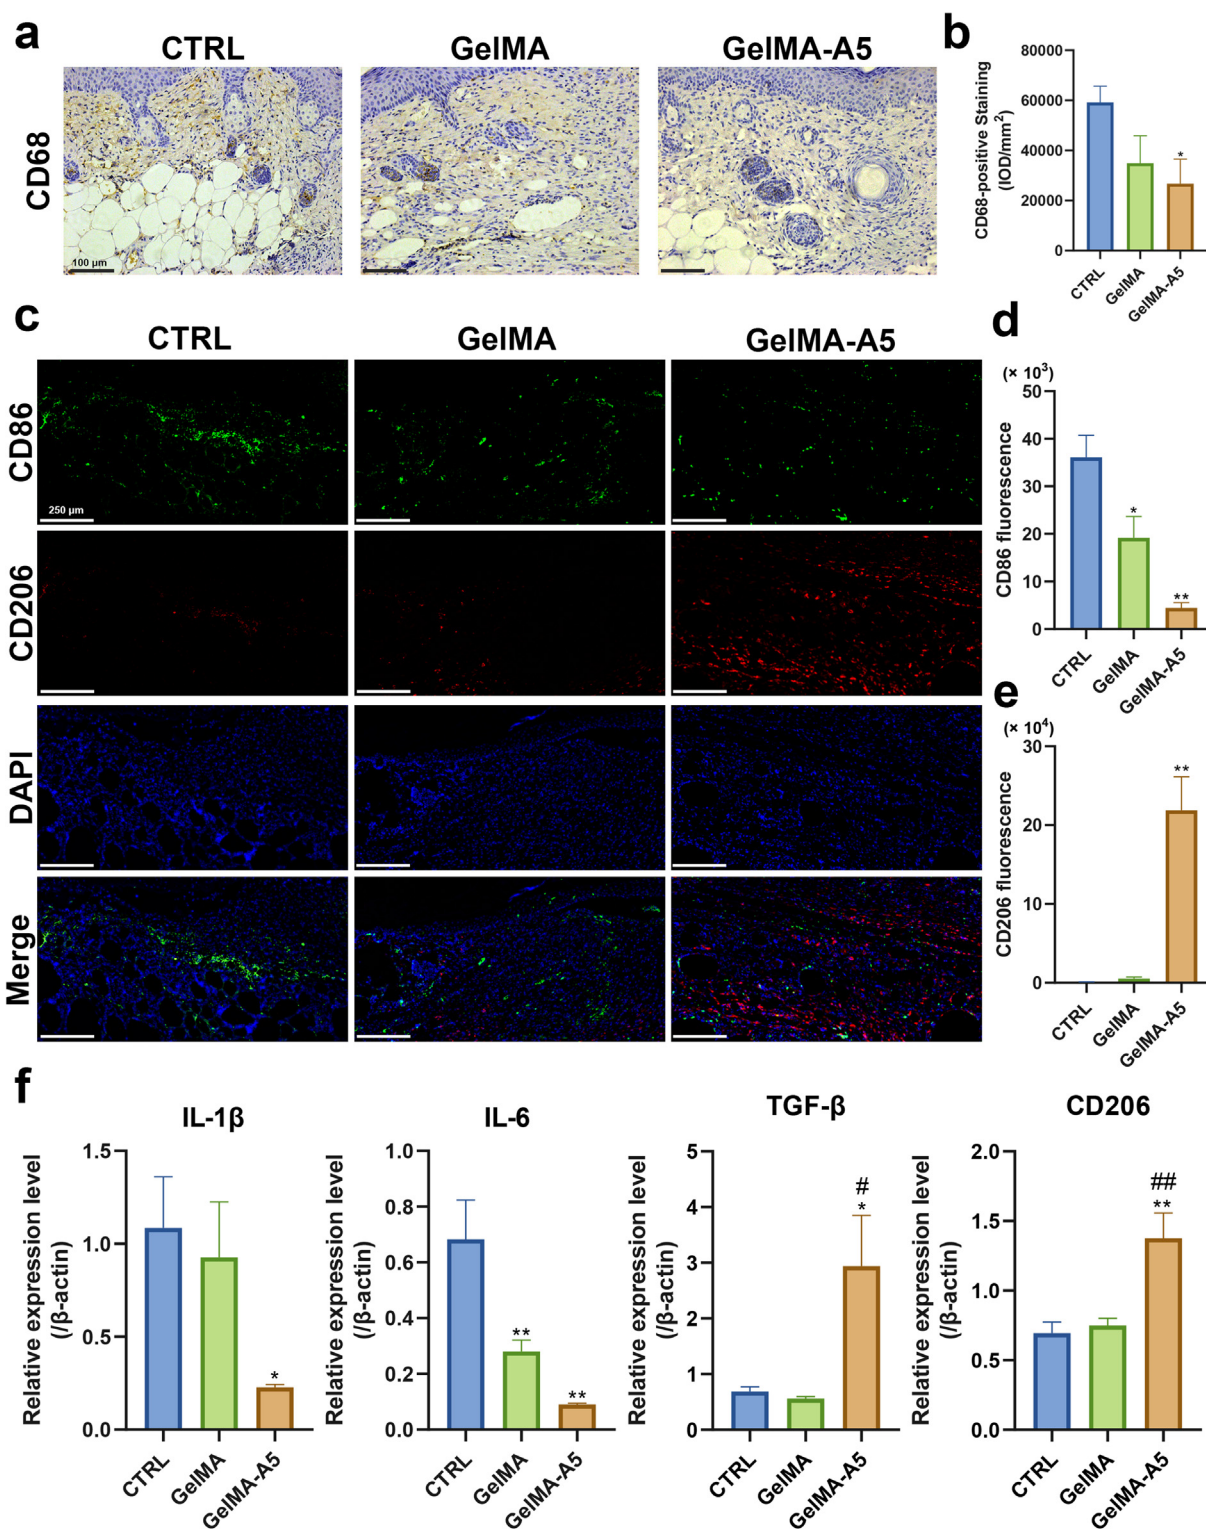 a
CTRL
GelMA
GelMA-A5
CD68
100 μm
b
CD68-positive Staining
(IOD/mm²)
80000
60000
40000
20000
0
*
CTRL
GelMA
GelMA-A5
c
CTRL
GelMA
GelMA-A5
CD86
250 μm
CD206
DAPI
Merge
d
(× 10³)
CD86 fluorescence
50
40
30
20
10
0
*
**
CTRL
GelMA
GelMA-A5
e
(× 10⁴)
CD206 fluorescence
30
20
10
0
**
CTRL
GelMA
GelMA-A5
f
IL-1β
Relative expression level
(/β-actin)
1.5
1.0
0.5
0.0
*
CTRL
GelMA
GelMA-A5
IL-6
Relative expression level
(/β-actin)
1.0
0.8
0.6
0.4
0.2
0.0
**
**
CTRL
GelMA
GelMA-A5
TGF-β
Relative expression level
(/β-actin)
5
4
3
2
1
0
#
*
CTRL
GelMA
GelMA-A5
CD206
Relative expression level
(/β-actin)
2.0
1.5
1.0
0.5
0.0
##
**
CTRL
GelMA
GelMA-A5